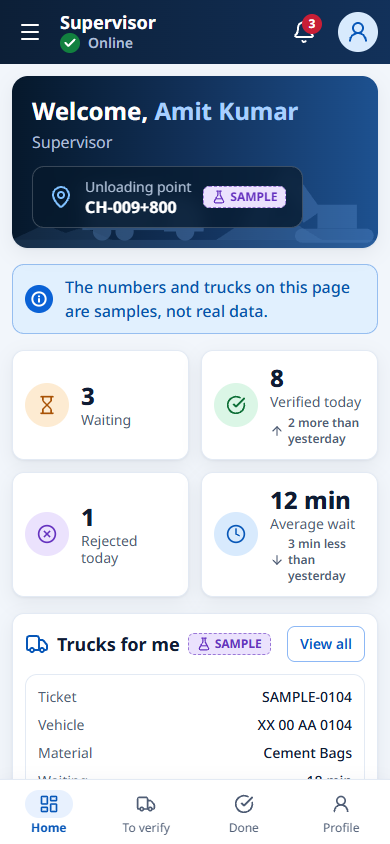 Supervisor
Online
3
Welcome, Amit Kumar
Supervisor
Unloading point
CH-009+800
SAMPLE
The numbers and trucks on this page
are samples, not real data.
3
Waiting
8
Verified today
2 more than
yesterday
1
Rejected
today
12 min
Average wait
3 min less
than
yesterday
Trucks for me
SAMPLE
View all
Ticket
SAMPLE-0104
Vehicle
XX 00 AA 0104
Material
Cement Bags
Home
To verify
Done
Profile